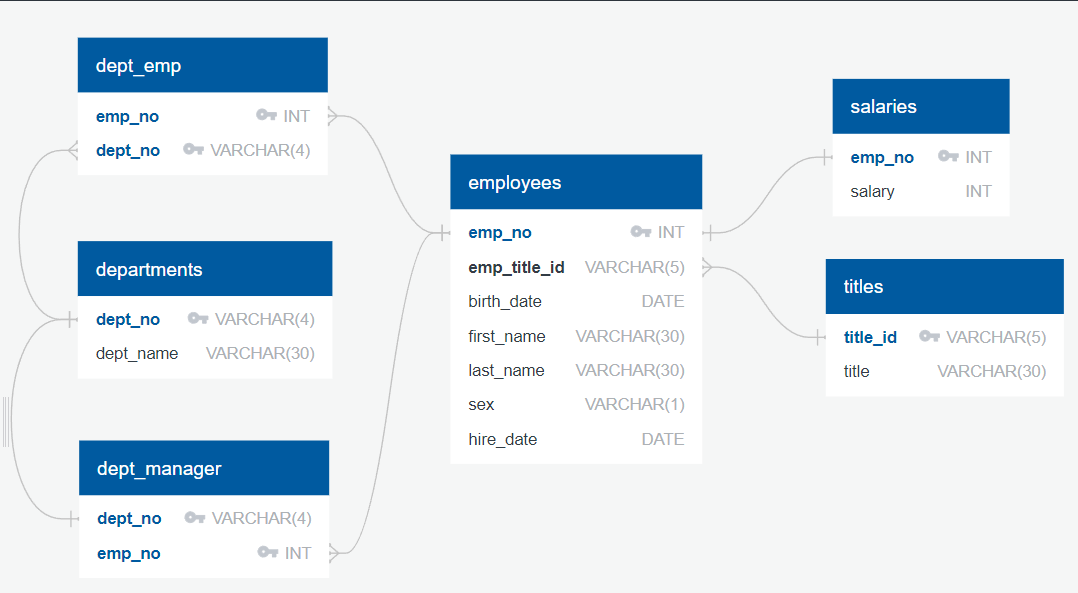 dept_emp
emp_no INT
dept_no VARCHAR(4)
departments
dept_no VARCHAR(4)
dept_name VARCHAR(30)
dept_manager
dept_no VARCHAR(4)
emp_no INT
employees
emp_no INT
emp_title_id VARCHAR(5)
birth_date DATE
first_name VARCHAR(30)
last_name VARCHAR(30)
sex VARCHAR(1)
hire_date DATE
salaries
emp_no INT
salary INT
titles
title_id VARCHAR(5)
title VARCHAR(30)